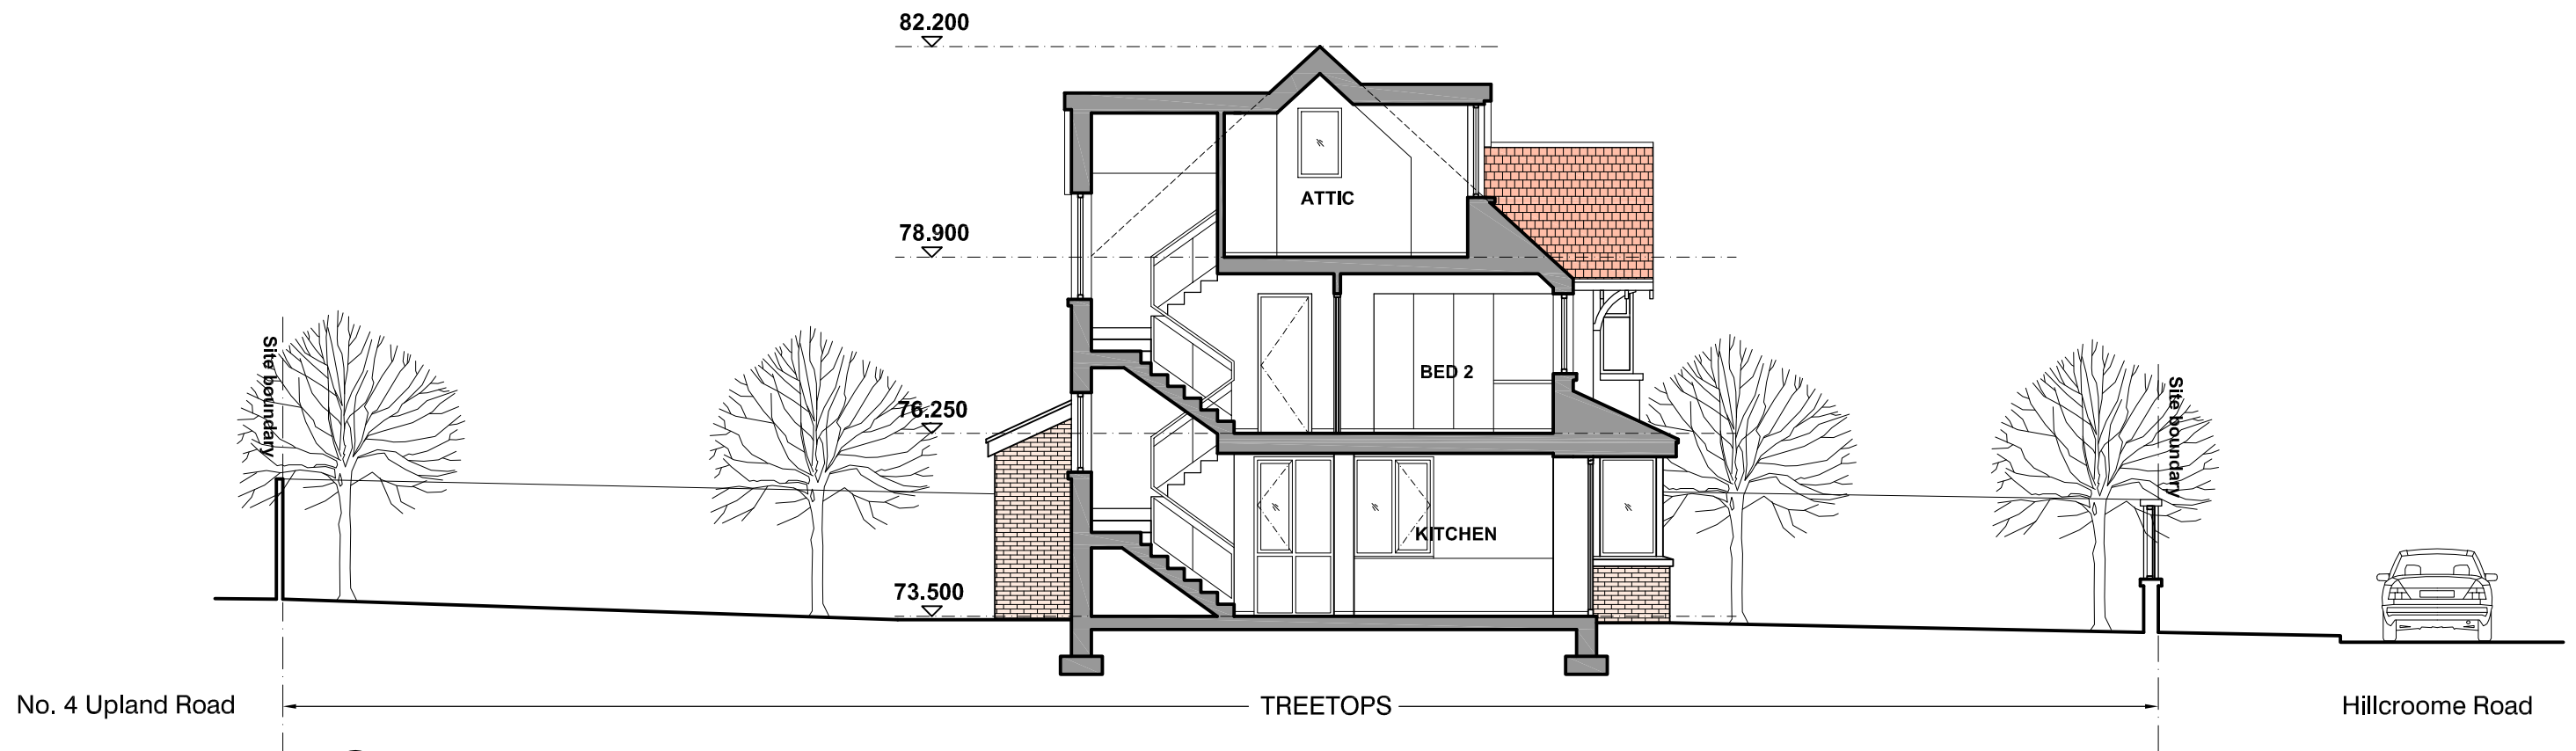 82.200
ATTIC
78.900
Site boundary
BED 2
Site boundary
76.250
KITCHEN
73.500
No. 4 Upland Road
TREETOPS
Hillcroome Road